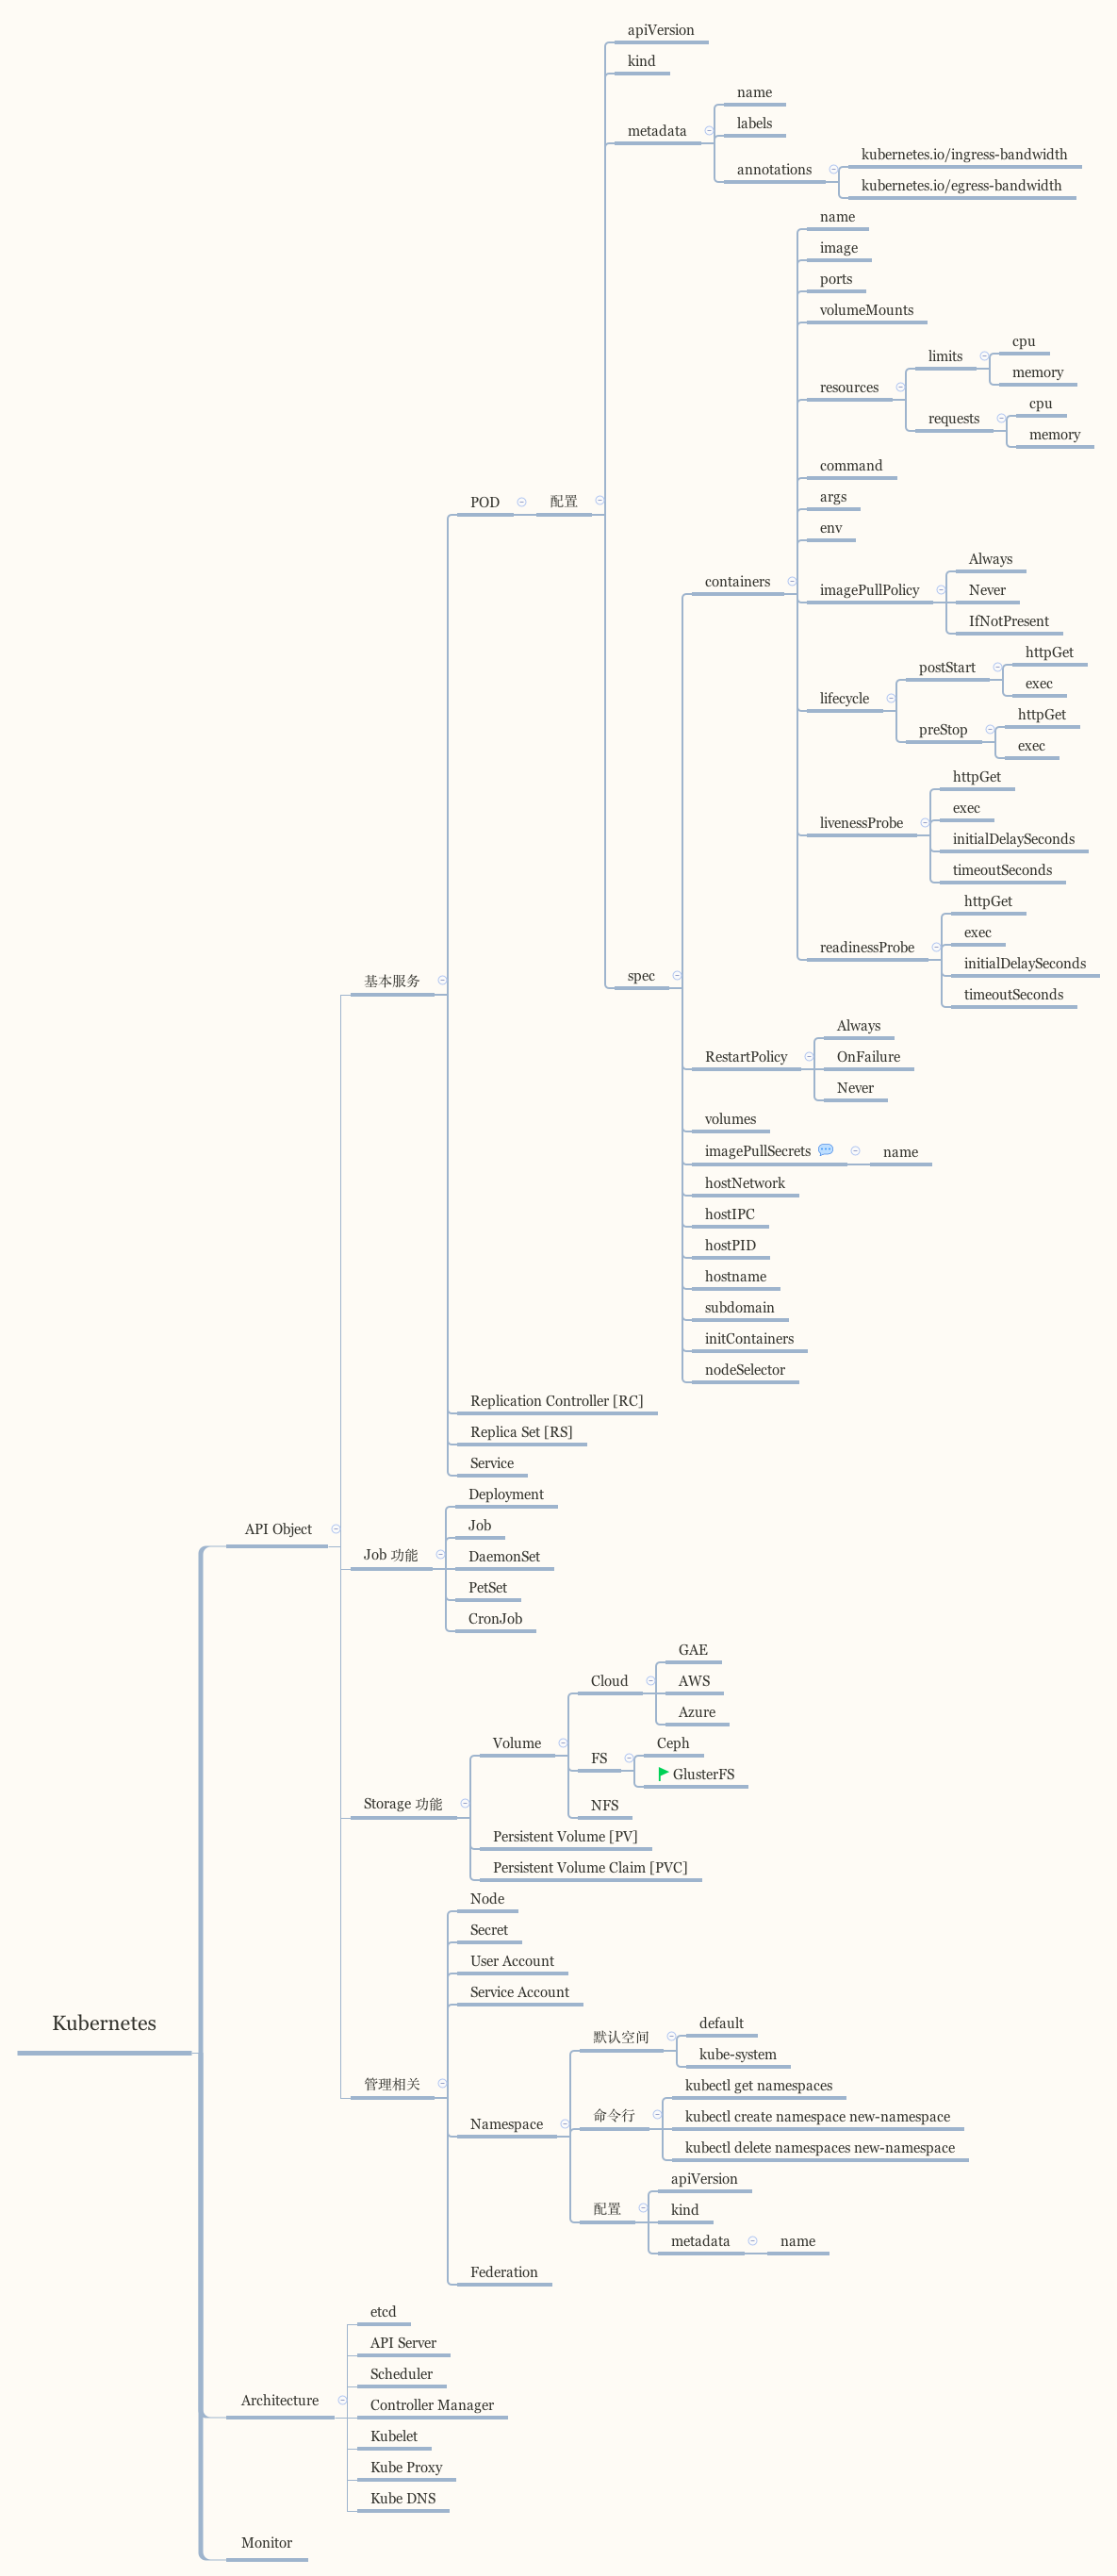 apiVersion
kind
name
metadata
labels
kubernetes.io/ingress-bandwidth
annotations
kubernetes.io/egress-bandwidth
name
image
ports
volumeMounts
cpu
limits
memory
resources
cpu
requests
memory
command
args
env
POD
配置
Always
containers
imagePullPolicy
Never
IfNotPresent
httpGet
postStart
exec
lifecycle
httpGet
preStop
exec
httpGet
exec
livenessProbe
initialDelaySeconds
timeoutSeconds
httpGet
exec
readinessProbe
initialDelaySeconds
timeoutSeconds
基本服务
spec
Always
RestartPolicy
OnFailure
Never
volumes
imagePullSecrets
name
hostNetwork
hostIPC
hostPID
hostname
subdomain
initContainers
nodeSelector
Replication Controller [RC]
Replica Set [RS]
Service
Deployment
API Object
Job
Job 功能
DaemonSet
PetSet
CronJob
GAE
Cloud
AWS
Azure
Volume
Ceph
FS
GlusterFS
Storage 功能
NFS
Persistent Volume [PV]
Persistent Volume Claim [PVC]
Node
Secret
User Account
Service Account
Kubernetes
default
默认空间
kube-system
管理相关
kubectl get namespaces
Namespace
命令行
kubectl create namespace new-namespace
kubectl delete namespaces new-namespace
apiVersion
配置
kind
metadata
name
Federation
etcd
API Server
Scheduler
Architecture
Controller Manager
Kubelet
Kube Proxy
Kube DNS
Monitor